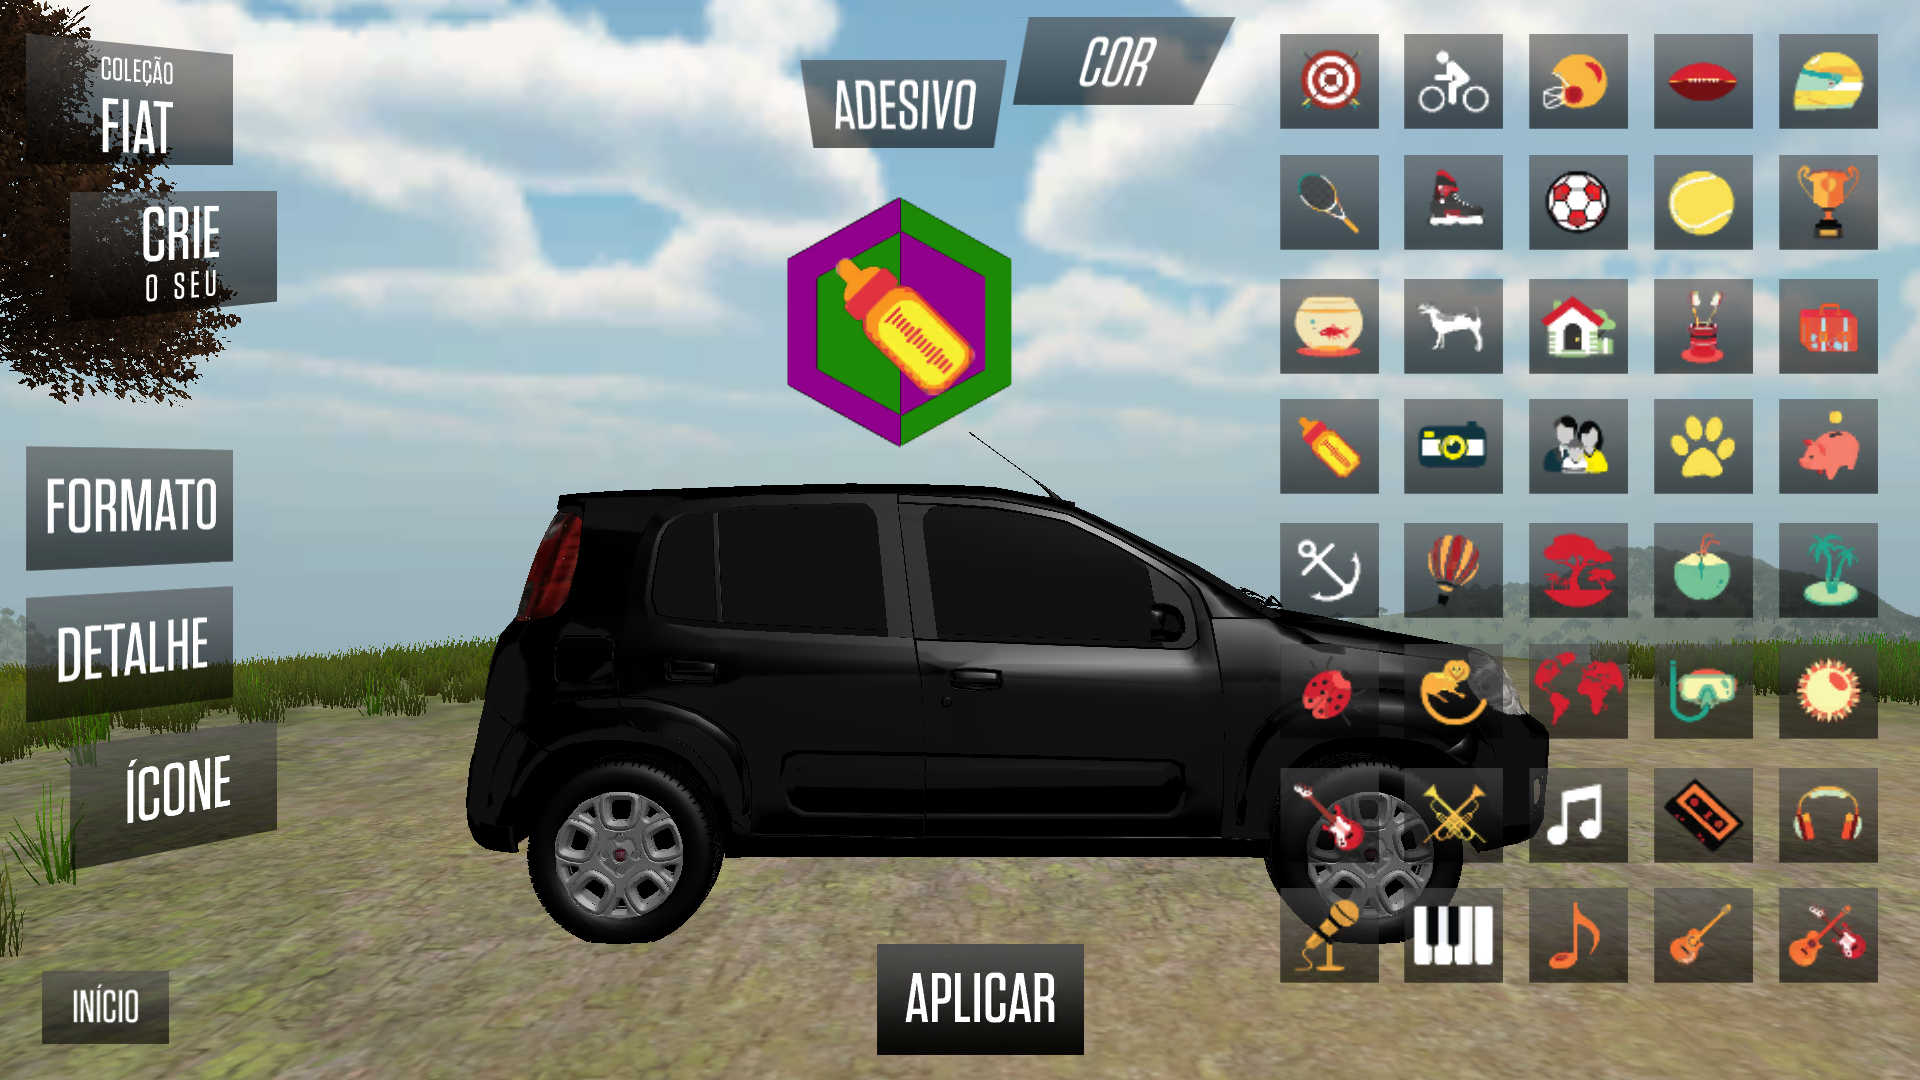 COLEÇÃO
FIAT
CRIE
O SEU
FORMATO
DETALHE
ÍCONE
INÍCIO
ADESIVO
COR
APLICAR